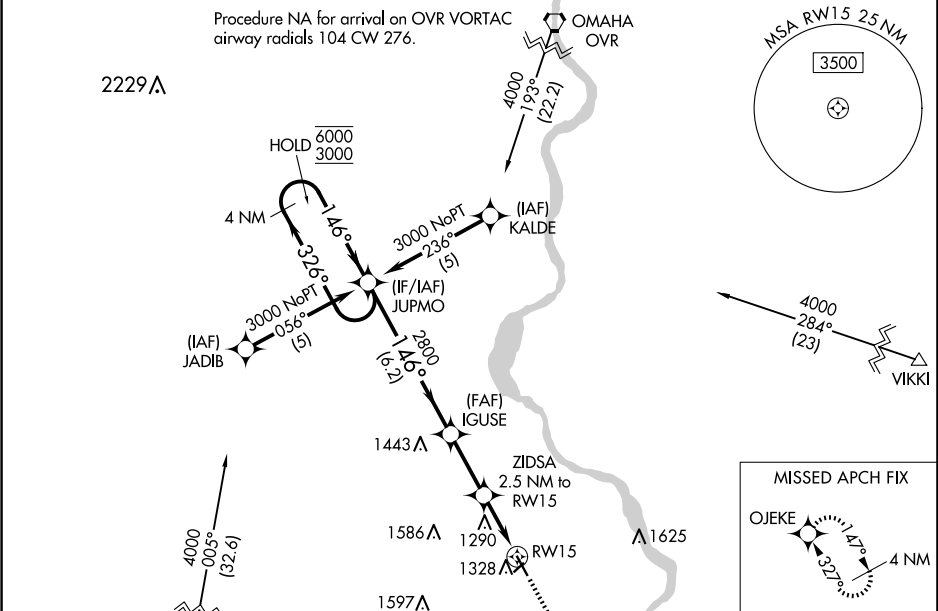 Procedure NA for arrival on OVR VORTAC
airway radials 104 CW 276.
OMAHA
OVR
MSA RW15 25 NM
3500
2229
4000
193°
(22.2)
HOLD
6000
3000
4 NM
146°
326°
(IAF)
KALDE
3000 NoPT
236°
(5)
(IF/IAF)
JUPMO
3000 NoPT
056°
(5)
(IAF)
JADIB
2800
146°
(6.2)
4000
284°
(23)
VIKKI
(FAF)
IGUSE
1443
ZIDSA
2.5 NM to
RW15
1586
1290
1625
RW15
1328
1597
4000
005°
(32.6)
MISSED APCH FIX
OJEKE
147°
327°
4 NM